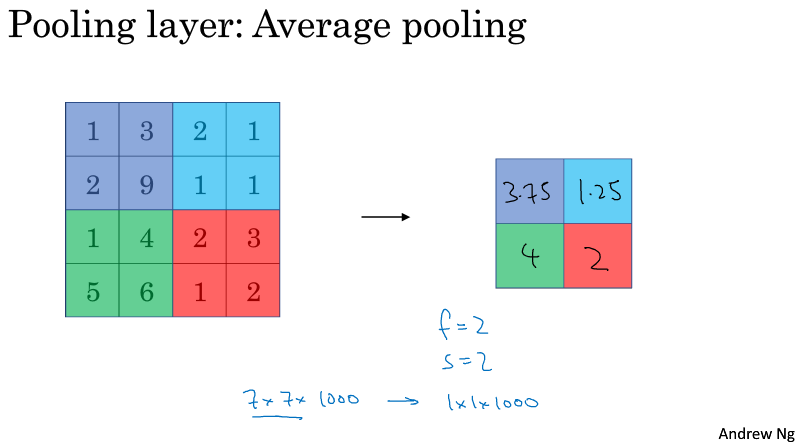 Pooling layer: Average pooling
1 3 2 1
2 9 1 1
1 4 2 3
5 6 1 2
3.75 1.25
4 2
f=2
s=2
7×7×1000 → 1×1×1000
Andrew Ng